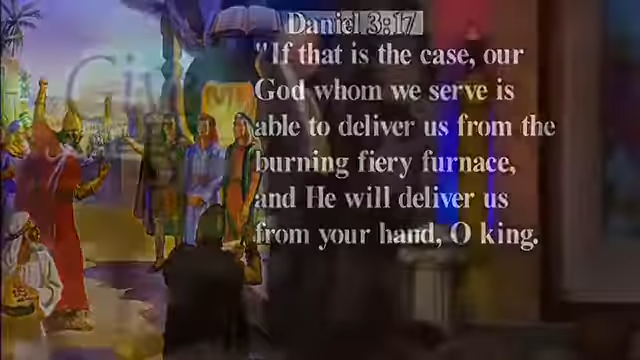 Daniel 3:17
"If that is the case, our
God whom we serve is
able to deliver us from the
burning fiery furnace,
and He will deliver us
from your hand, O king.